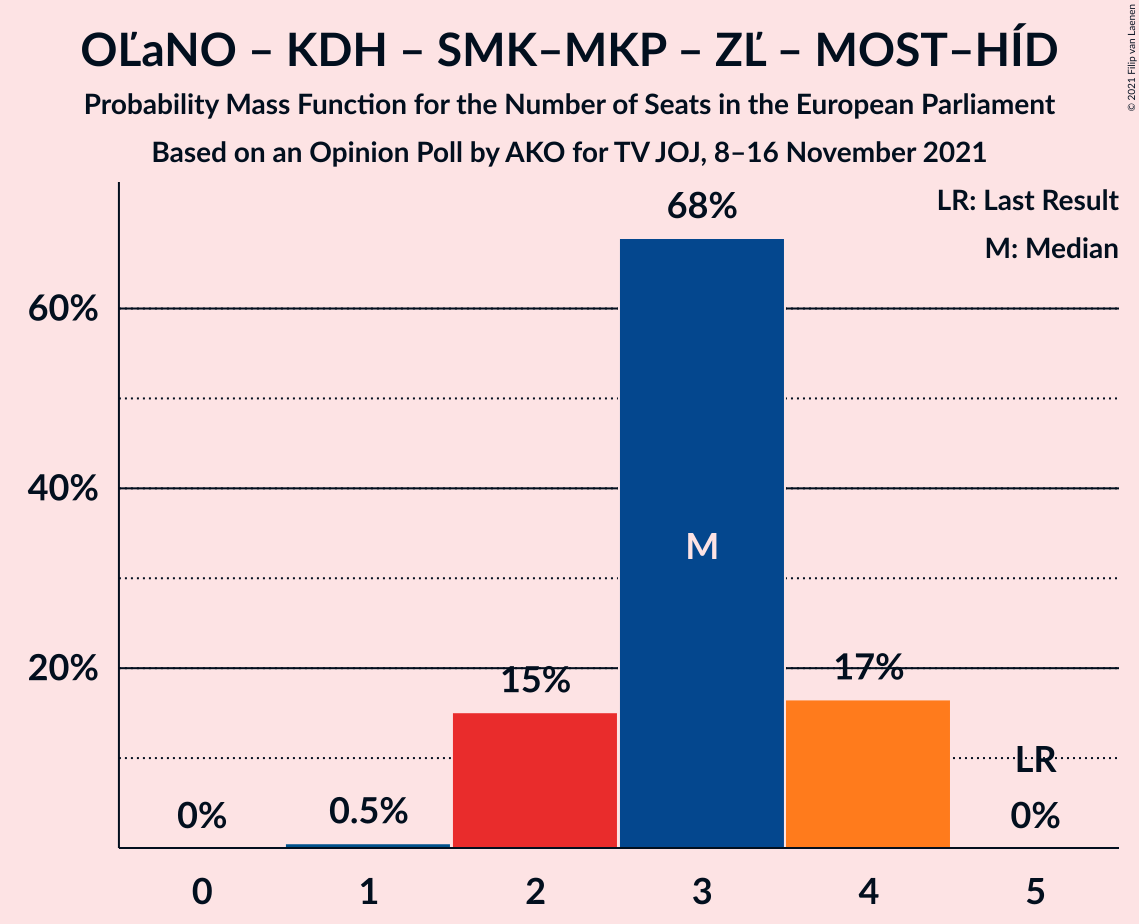 OĽaNO – KDH – SMK–MKP – ZĽ – MOST–HÍD
Probability Mass Function for the Number of Seats in the European Parliament
Based on an Opinion Poll by AKO for TV JOJ, 8–16 November 2021
© 2021 Filip van Laenen
LR: Last Result
M: Median
68%
60%
40%
M
20%
15%
17%
LR
0%
0.5%
0%
0 1 2 3 4 5